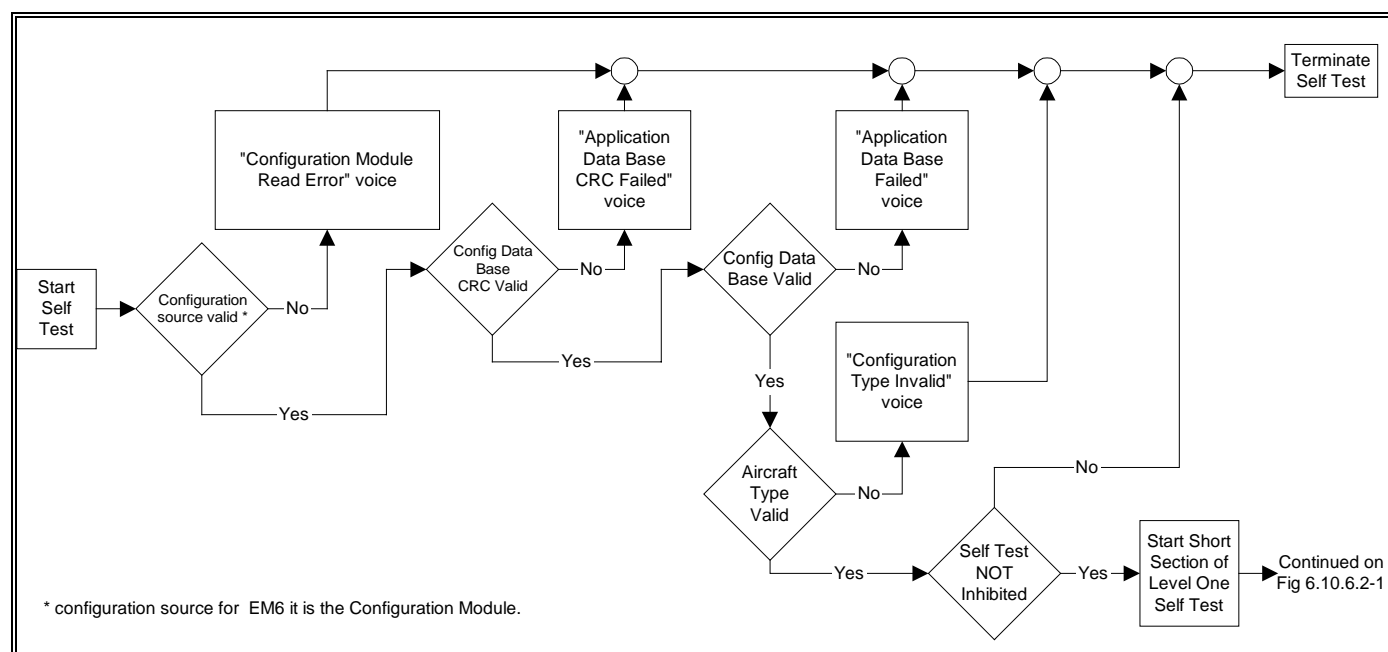 Terminate
Self Test
"Configuration Module
Read Error" voice
"Application
Data Base
CRC Failed"
voice
"Application
Data Base
Failed"
voice
Start
Self
Test
Configuration
source valid *
No
Yes
Config Data
Base
CRC Valid
No
Yes
Config Data
Base Valid
No
Yes
"Configuration
Type Invalid"
voice
Aircraft
Type
Valid
No
Yes
Self Test
NOT
Inhibited
No
Yes
Start Short
Section of
Level One
Self Test
Continued on
Fig 6.10.6.2-1
* configuration source for EM6 it is the Configuration Module.